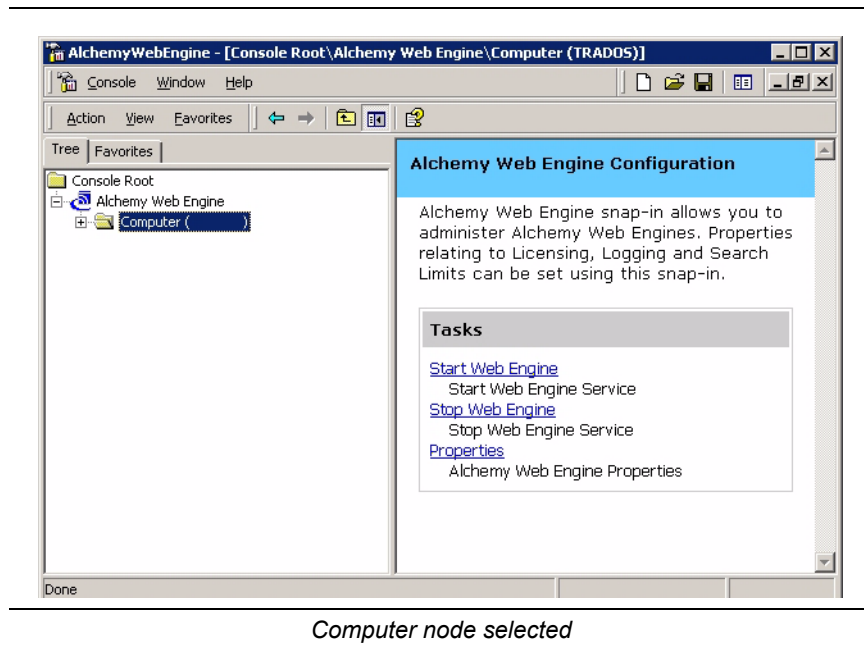 AlchemyWebEngine - [Console Root\Alchemy Web Engine\Computer (TRADOS)]
Console Window Help
Action View Favorites
Tree Favorites
Console Root
Alchemy Web Engine
Computer ( )
Alchemy Web Engine Configuration
Alchemy Web Engine snap-in allows you to
administer Alchemy Web Engines. Properties
relating to Licensing, Logging and Search
Limits can be set using this snap-in.
Tasks
Start Web Engine
Start Web Engine Service
Stop Web Engine
Stop Web Engine Service
Properties
Alchemy Web Engine Properties
Done
Computer node selected